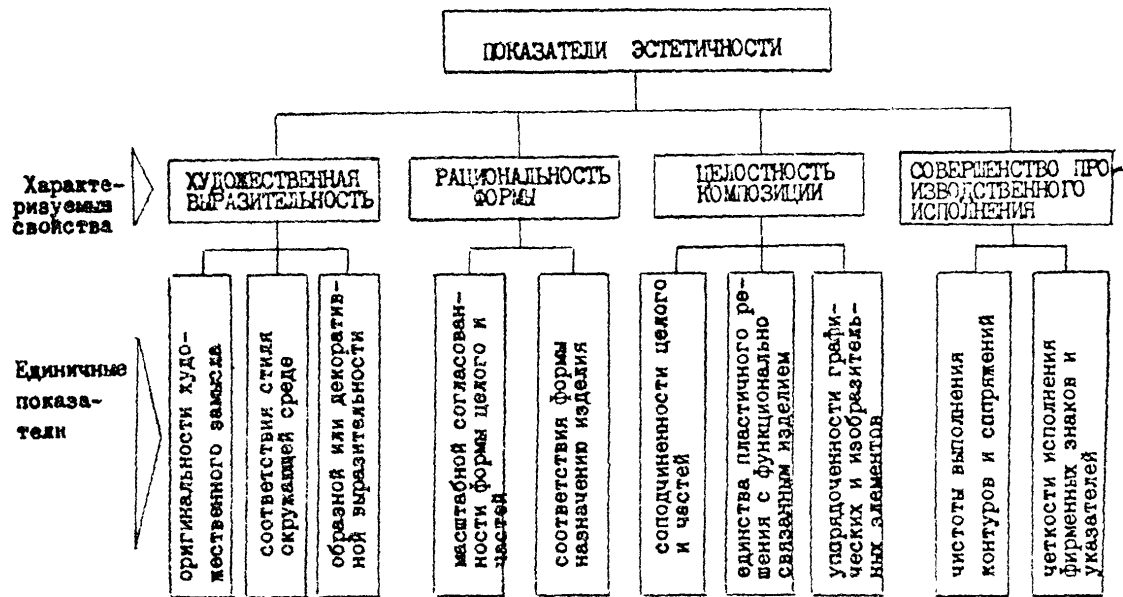 ПОКАЗАТЕЛИ ЭСТЕТИЧНОСТИ
Характе-
ризуемые
свойства
ХУДОЖЕСТВЕННАЯ
ВЫРАЗИТЕЛЬНОСТЬ
РАЦИОНАЛЬНОСТЬ
ФОРМЫ
ЦЕЛОСТНОСТЬ
КОМПОЗИЦИИ
СОВЕРШЕНСТВО ПРО-
ИЗВОДСТВЕННОГО
ИСПОЛНЕНИЯ
Единичные
показа-
тели
оригинальности худо-
жественного замысла
соответствия стиля
окружающей среде
образной или декоратив-
ной выразительности
масштабной согласован-
ности формы целого и
частей
соответствия формы
назначению изделия
соподчиненности целого
и частей
единства пластичного ре-
шения с функционально
связанным изделием
упорядоченности графи-
ческих и изобразитель-
ных элементов
чистоты выполнения
контуров и сопряжений
четкости исполнения
фирменных знаков и
указателей